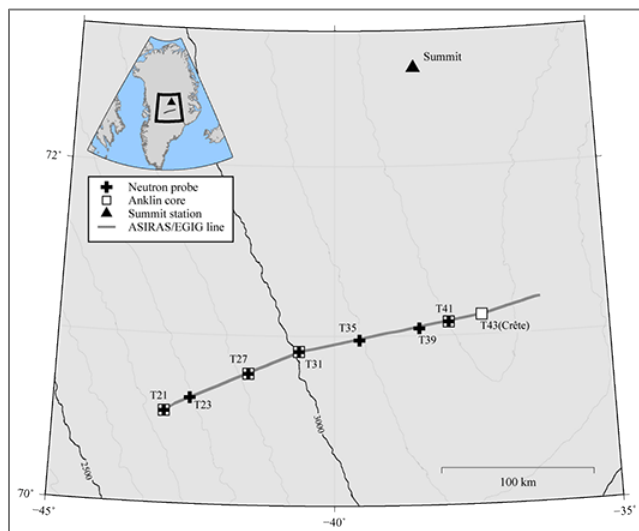 Summit
72
Neutron probe
Anklin core
Summit station
ASIRAS/EGIG line
T41
T35
T43(Crête)
T39
T27
T31
T21
T23
3000
2500
100 km
70
−45
−40
−35